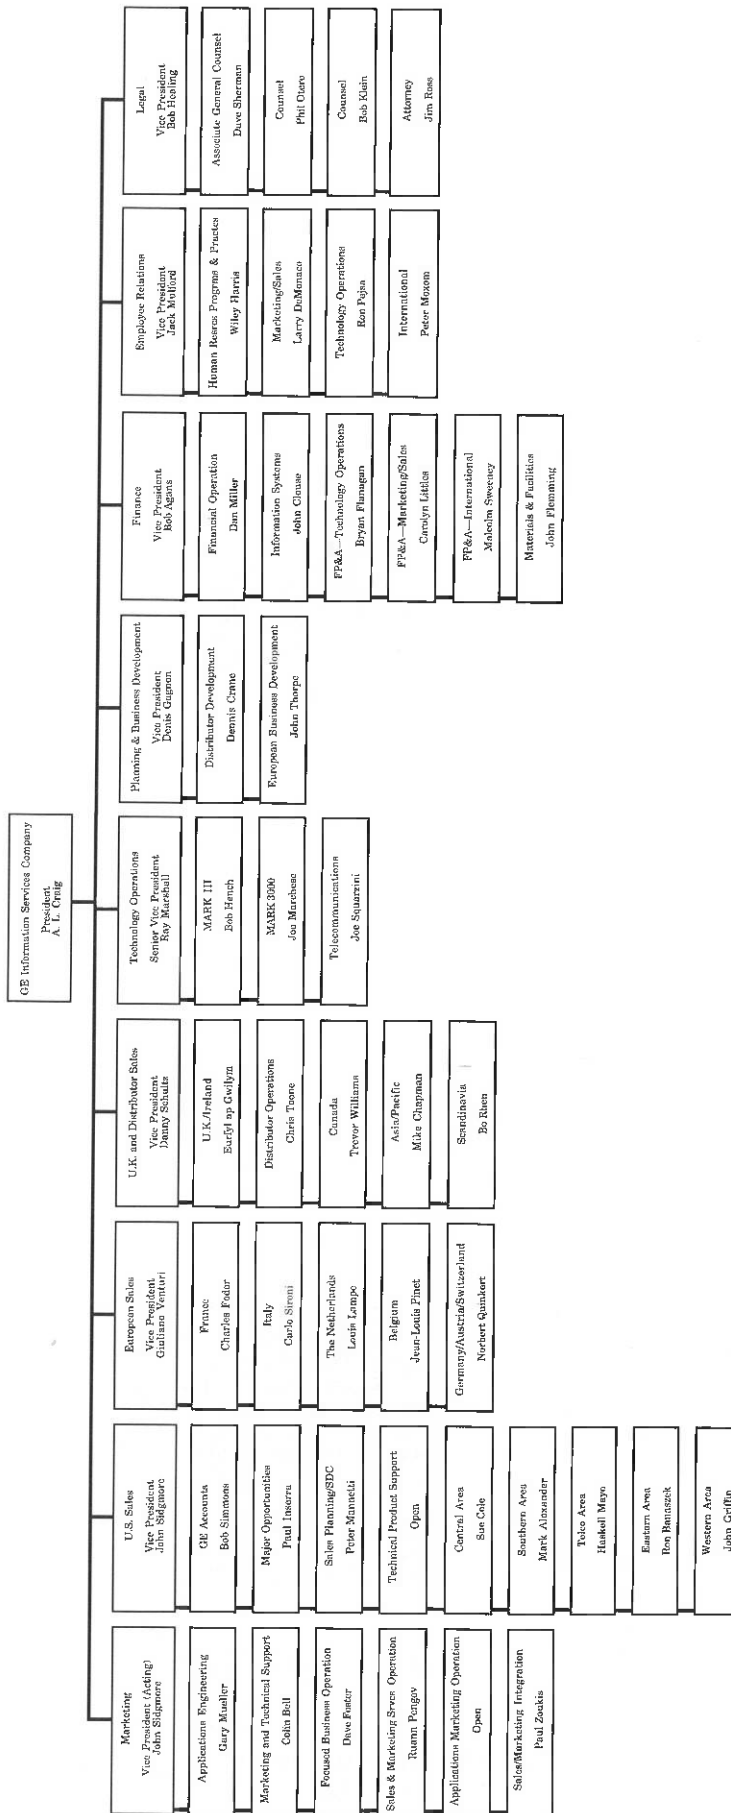 GE Information Services Company
President
A. L. Craig
Marketing
Vice President (Acting)
John Sidgmore
Applications Engineering
Gary Mueller
Marketing and Technical Support
Colin Bell
Focused Business Operation
Dave Foster
Sales & Marketing Srvcs Operation
Ruann Pengov
Applications Marketing Operation
Open
Sales/Marketing Integration
Paul Zoukis
U.S. Sales
Vice President
John Sidgmore
GE Accounts
Bob Simmons
Major Opportunities
Paul Inserra
Sales Planning/SDC
Peter Mannetti
Technical Product Support
Open
Central Area
Sue Cole
Southern Area
Mark Alexander
Telco Area
Haskell Mayo
Eastern Area
Ron Banaszek
Western Area
John Griffin
European Sales
Vice President
Giuliano Venturi
France
Charles Fodor
Italy
Carlo Sironi
The Netherlands
Louis Lempe
Belgium
Jean-Louis Pinet
Germany/Austria/Switzerland
Norbert Quinkert
U.K. and Distributor Sales
Vice President
Danny Schultz
U.K./Ireland
Eurfyl ap Gwilym
Distributor Operations
Chris Toone
Canada
Trevor Williams
Asia/Pacific
Mike Chapman
Scandinavia
Bo Rhen
Technology Operations
Senior Vice President
Ray Marshall
MARK III
Bob Hench
MARK 3000
Joe Marchese
Telecommunications
Joe Squarzini
Planning & Business Development
Vice President
Denis Gagnon
Distributor Development
Dennis Crane
European Business Development
John Thorpe
Finance
Vice President
Bob Agans
Financial Operation
Dan Miller
Information Systems
John Clouse
FP&A—Technology Operations
Bryan Flanagan
FP&A—Marketing/Sales
Carolyn Littles
FP&A—International
Malcolm Sweeney
Materials & Facilities
John Flemming
Employee Relations
Vice President
Jack Mulford
Human Resrcs Progrms & Practcs
Wiley Harris
Marketing/Sales
Larry DeMonaco
Technology Operations
Ron Pejsa
International
Peter Moxom
Legal
Vice President
Bob Healing
Associate General Counsel
Dave Sherman
Counsel
Phil Otero
Counsel
Bob Klein
Attorney
Jim Ross